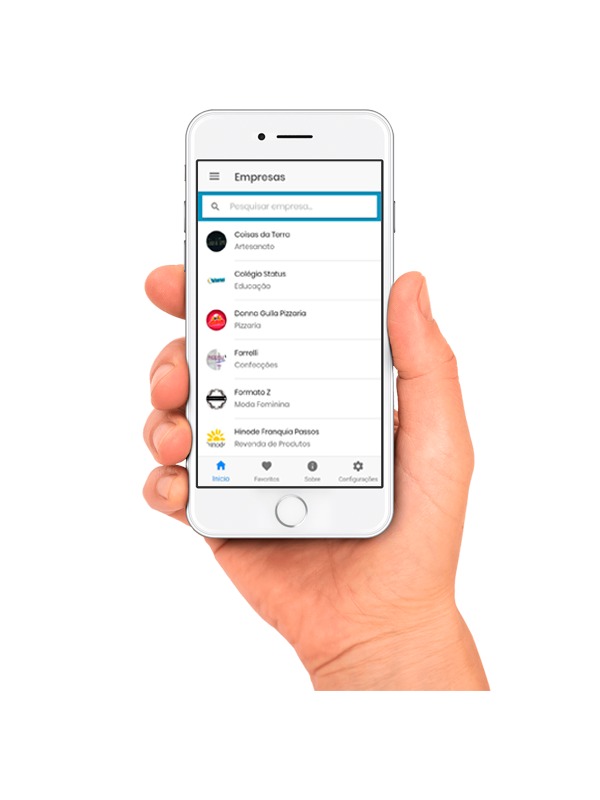 Empresas
Pesquisar empresa...
Coisas da Terra
Artesanato
Colégio Status
Educação
Donna Gulla Pizzaria
Pizzaria
Farrelli
Confecções
Formato Z
Moda Feminina
Hinode Franquia Passos
Revenda de Produtos
hinode
Início
Favoritos
Sobre
Configurações